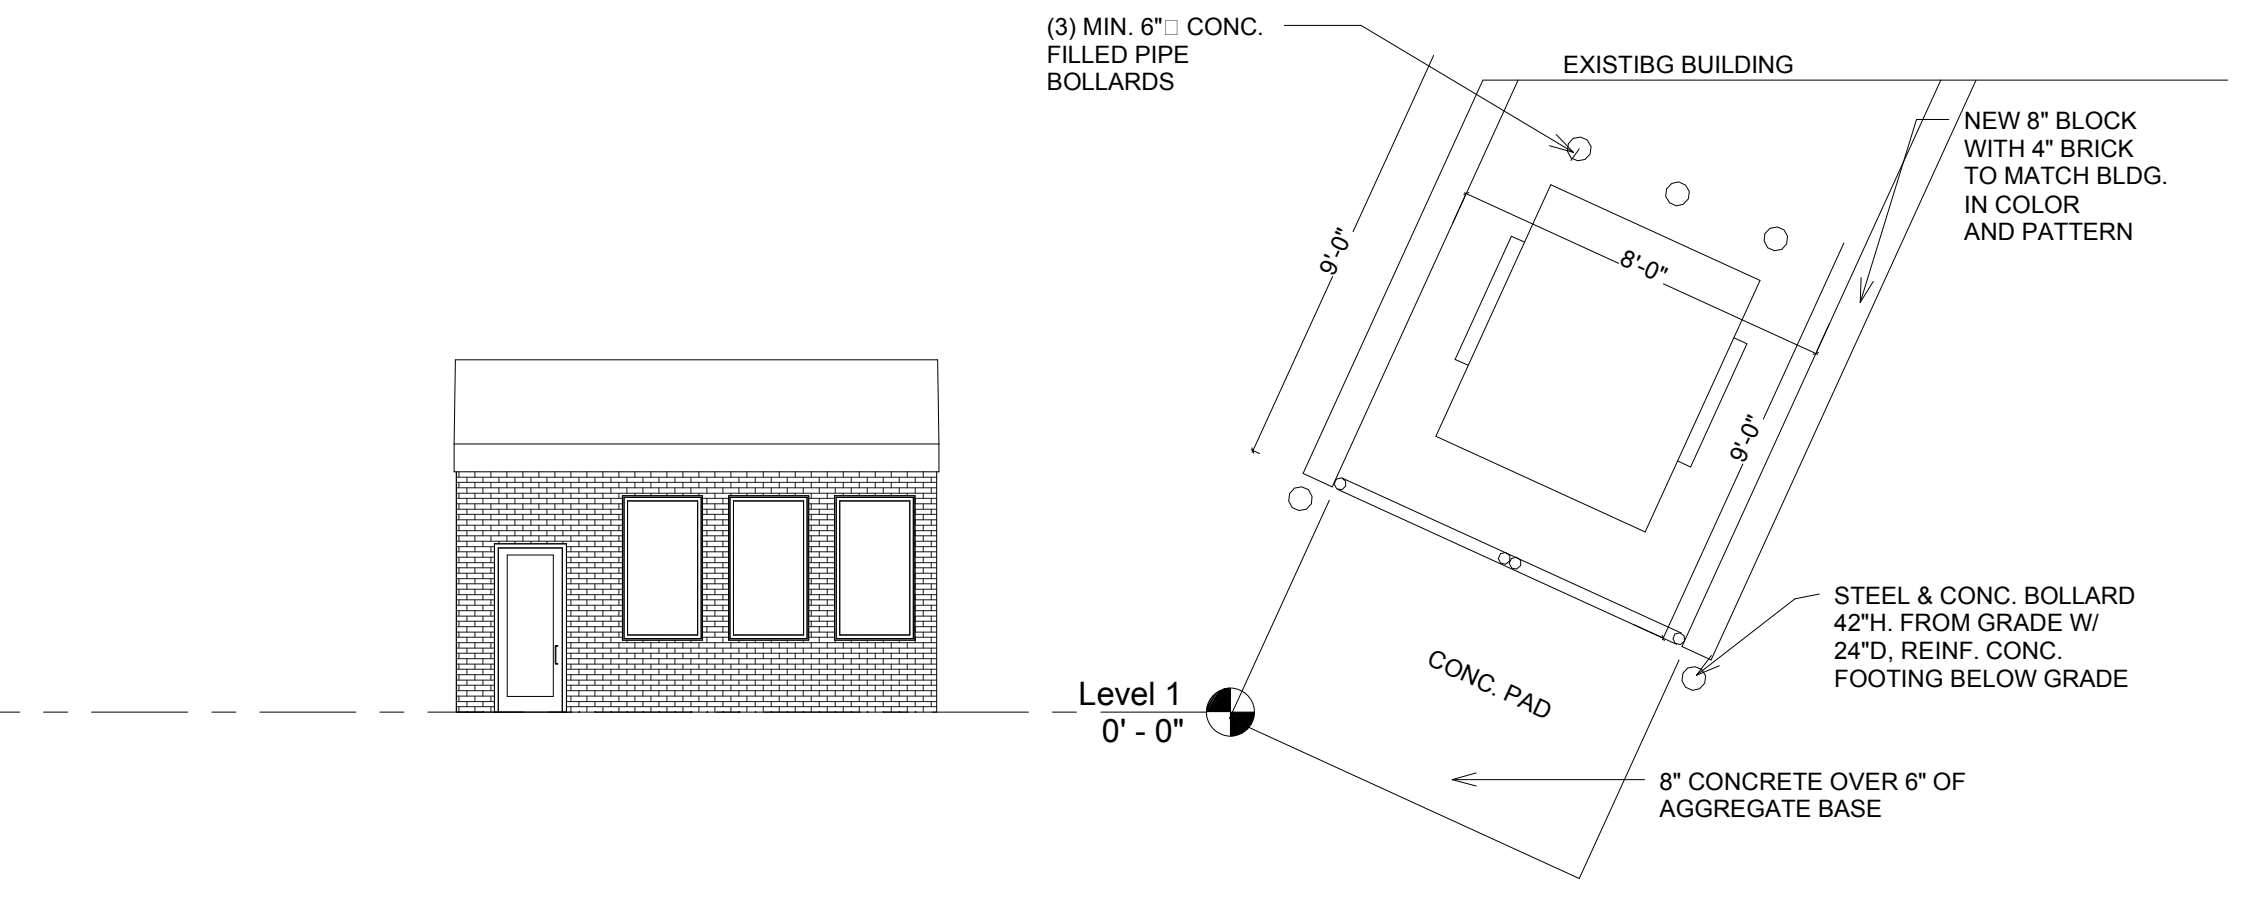 (3) MIN. 6"□ CONC.
FILLED PIPE
BOLLARDS
EXISTIBG BUILDING
NEW 8" BLOCK
WITH 4" BRICK
TO MATCH BLDG.
IN COLOR
AND PATTERN
9'-0"
8'-0"
9'-0"
STEEL & CONC. BOLLARD
42"H. FROM GRADE W/
24"D, REINF. CONC.
FOOTING BELOW GRADE
CONC. PAD
Level 1
0' - 0"
8" CONCRETE OVER 6" OF
AGGREGATE BASE